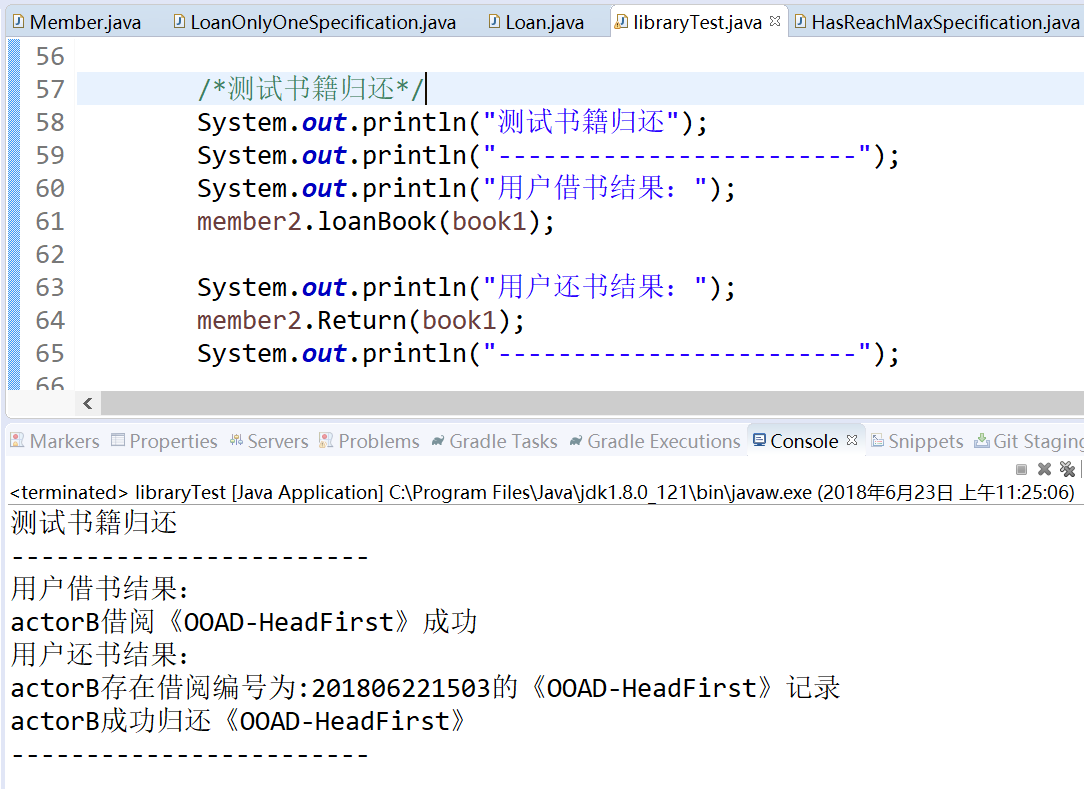 Member.java LoanOnlyOneSpecification.java Loan.java libraryTest.java HasReachMaxSpecification.java
56
57 /*测试书籍归还*/
58 System.out.println("测试书籍归还");
59 System.out.println("------------------------");
60 System.out.println("用户借书结果：");
61 member2.loanBook(book1);
62
63 System.out.println("用户还书结果：");
64 member2.Return(book1);
65 System.out.println("------------------------");
66
Markers Properties Servers Problems Gradle Tasks Gradle Executions Console Snippets Git Staging
<terminated> libraryTest [Java Application] C:\Program Files\Java\jdk1.8.0_121\bin\javaw.exe (2018年6月23日 上午11:25:06)
测试书籍归还
------------------------
用户借书结果：
actorB借阅《OOAD-HeadFirst》成功
用户还书结果：
actorB存在借阅编号为:201806221503的《OOAD-HeadFirst》记录
actorB成功归还《OOAD-HeadFirst》
------------------------